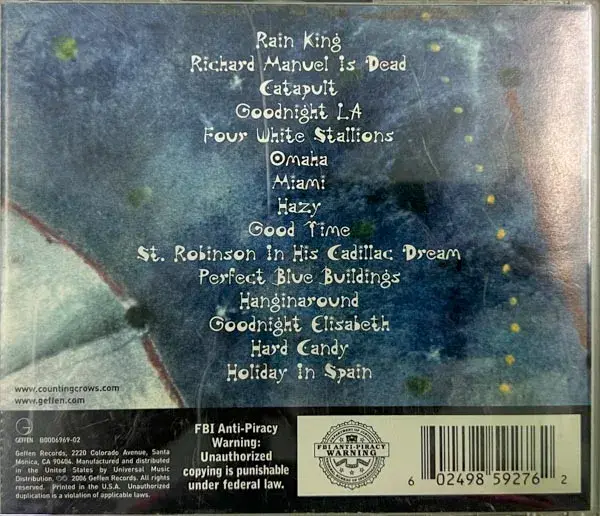 Rain King
Richard Manuel Is Dead
Catapult
Goodnight LA
Four White Stallions
Omaha
Miami
Hazy
Good Time
St. Robinson In His Cadillac Dream
Perfect Blue Buildings
Hanginaround
Goodnight Elisabeth
Hard Candy
Holiday In Spain
www.countingcrows.com
www.geffen.com
G
GEFFEN B0006969-02
Geffen Records, 2220 Colorado Avenue, Santa
Monica, CA 90404. Manufactured and distributed
in the United States by Universal Music
Distribution. ℗© 2006 Geffen Records. All rights
reserved. Printed in the U.S.A. Unauthorized
duplication is a violation of applicable laws.
FBI Anti-Piracy
Warning:
Unauthorized
copying is punishable
under federal law.
FBI ANTI-PIRACY
WARNING
6 02498 59276 2